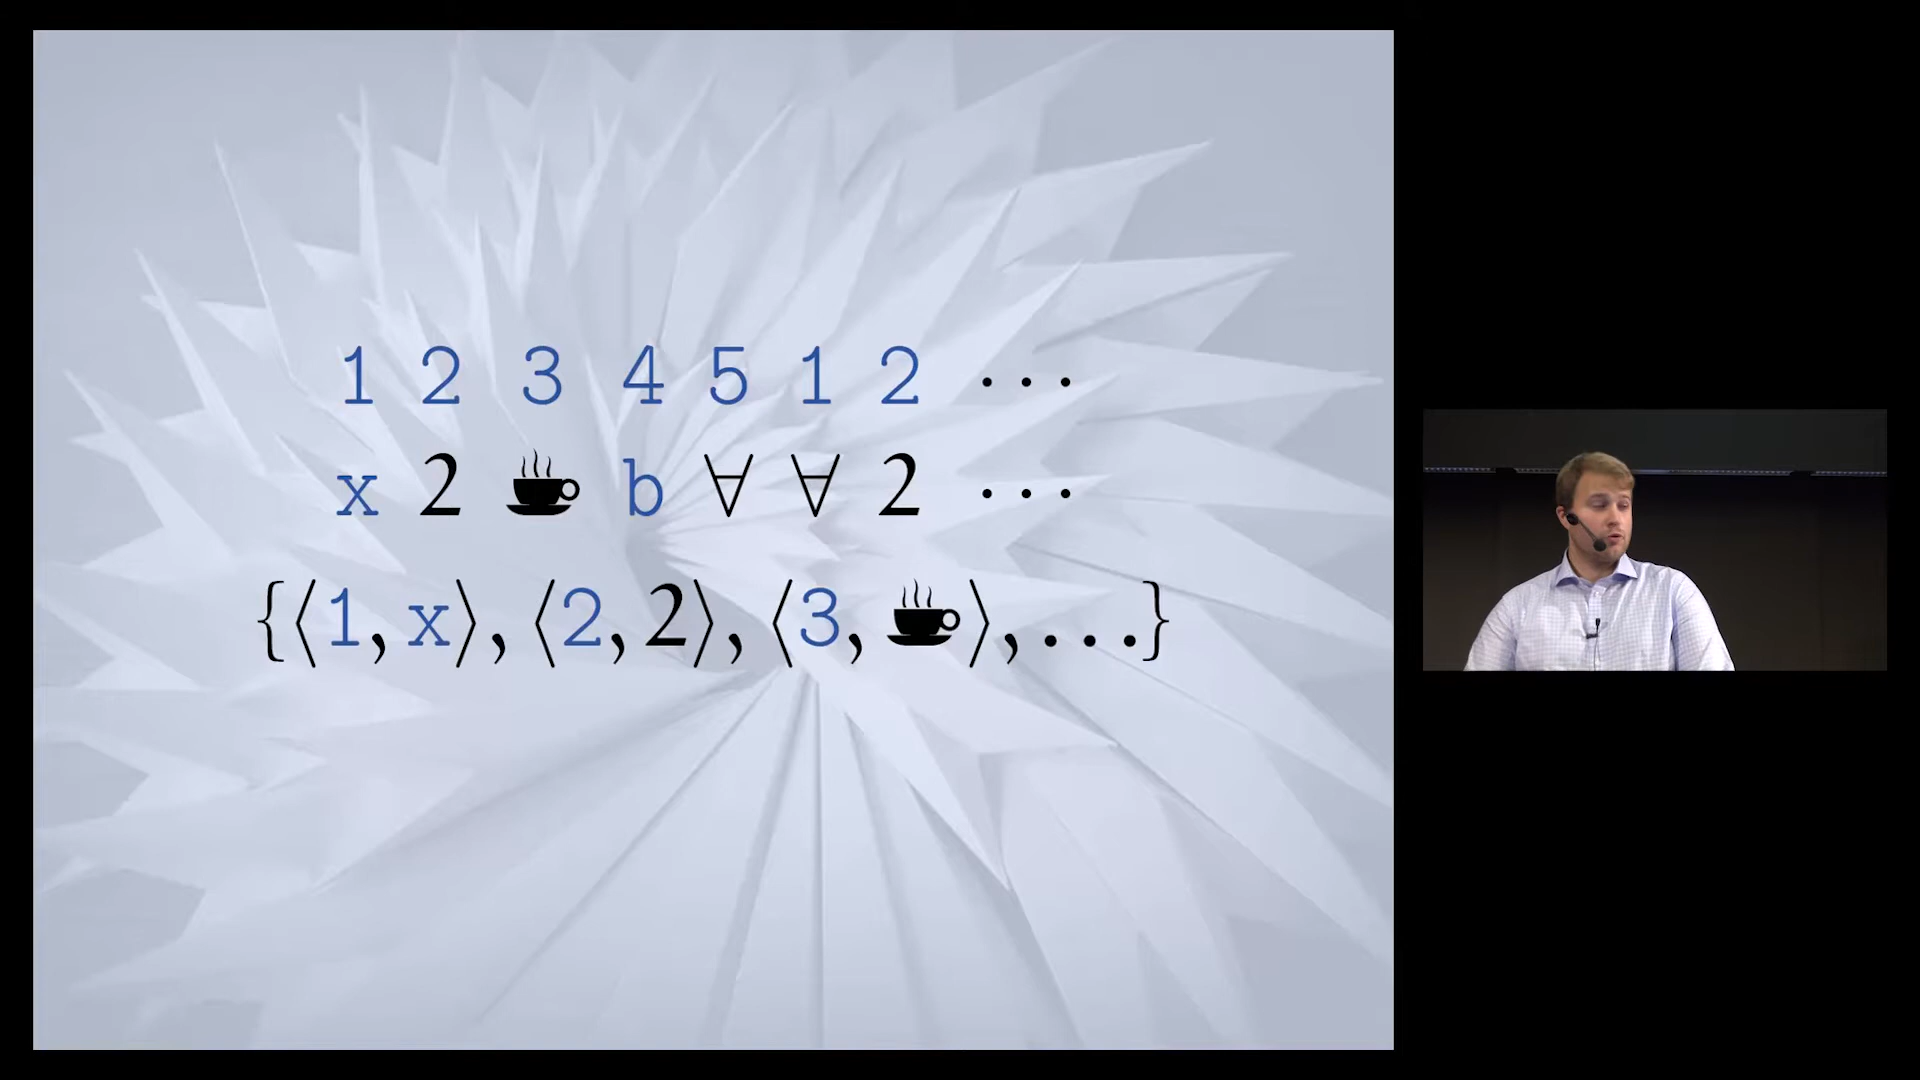 1 2 3 4 5 1 2 ···
x 2 ☕ b ∀ ∀ 2 ···
{⟨1, x⟩, ⟨2, 2⟩, ⟨3, ☕⟩, ...}